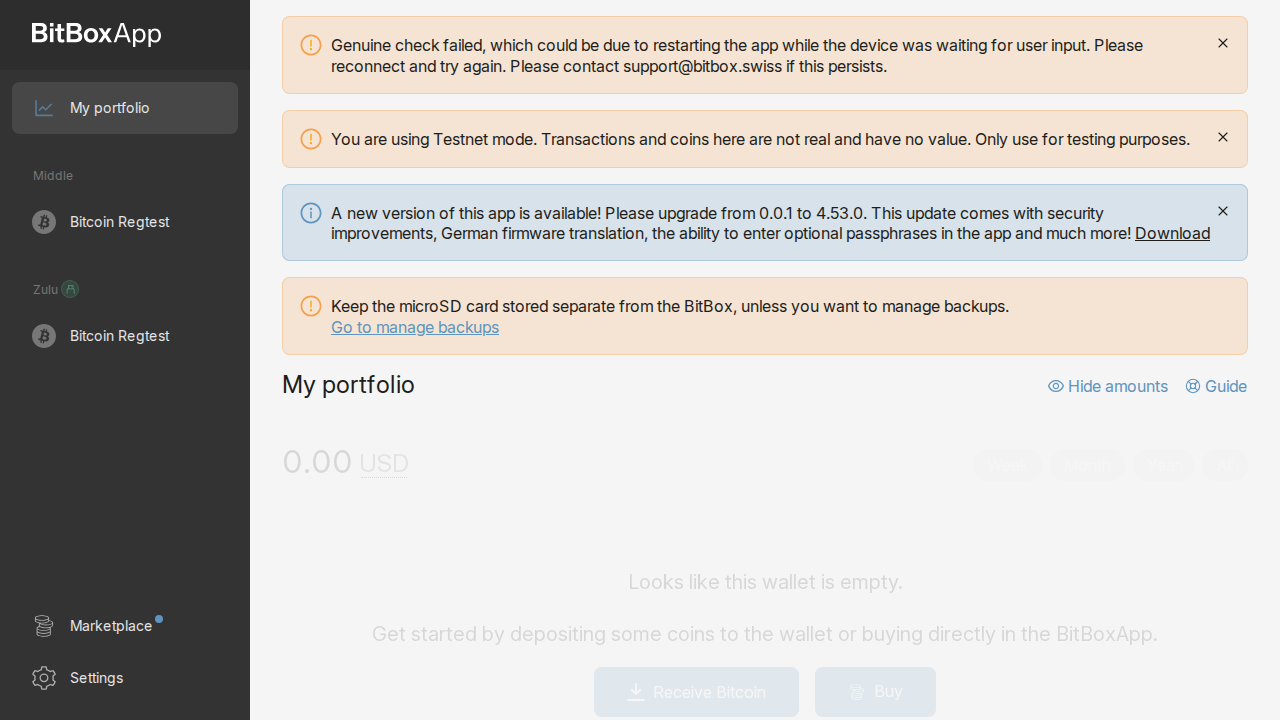 BitBoxApp
My portfolio
Middle
Bitcoin Regtest
Zulu
Bitcoin Regtest
Marketplace
Settings
Genuine check failed, which could be due to restarting the app while the device was waiting for user input. Please
reconnect and try again. Please contact support@bitbox.swiss if this persists.
You are using Testnet mode. Transactions and coins here are not real and have no value. Only use for testing purposes.
A new version of this app is available! Please upgrade from 0.0.1 to 4.53.0. This update comes with security
improvements, German firmware translation, the ability to enter optional passphrases in the app and much more! Download
Keep the microSD card stored separate from the BitBox, unless you want to manage backups.
Go to manage backups
My portfolio
Hide amounts
Guide
0.00 USD
Looks like this wallet is empty.
Get started by depositing some coins to the wallet or buying directly in the BitBoxApp.
Receive Bitcoin
Buy